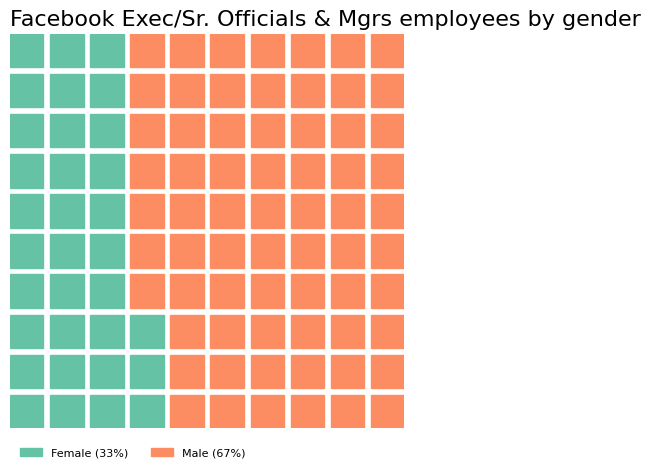 Facebook Exec/Sr. Officials & Mgrs employees by gender
Female (33%) Male (67%)